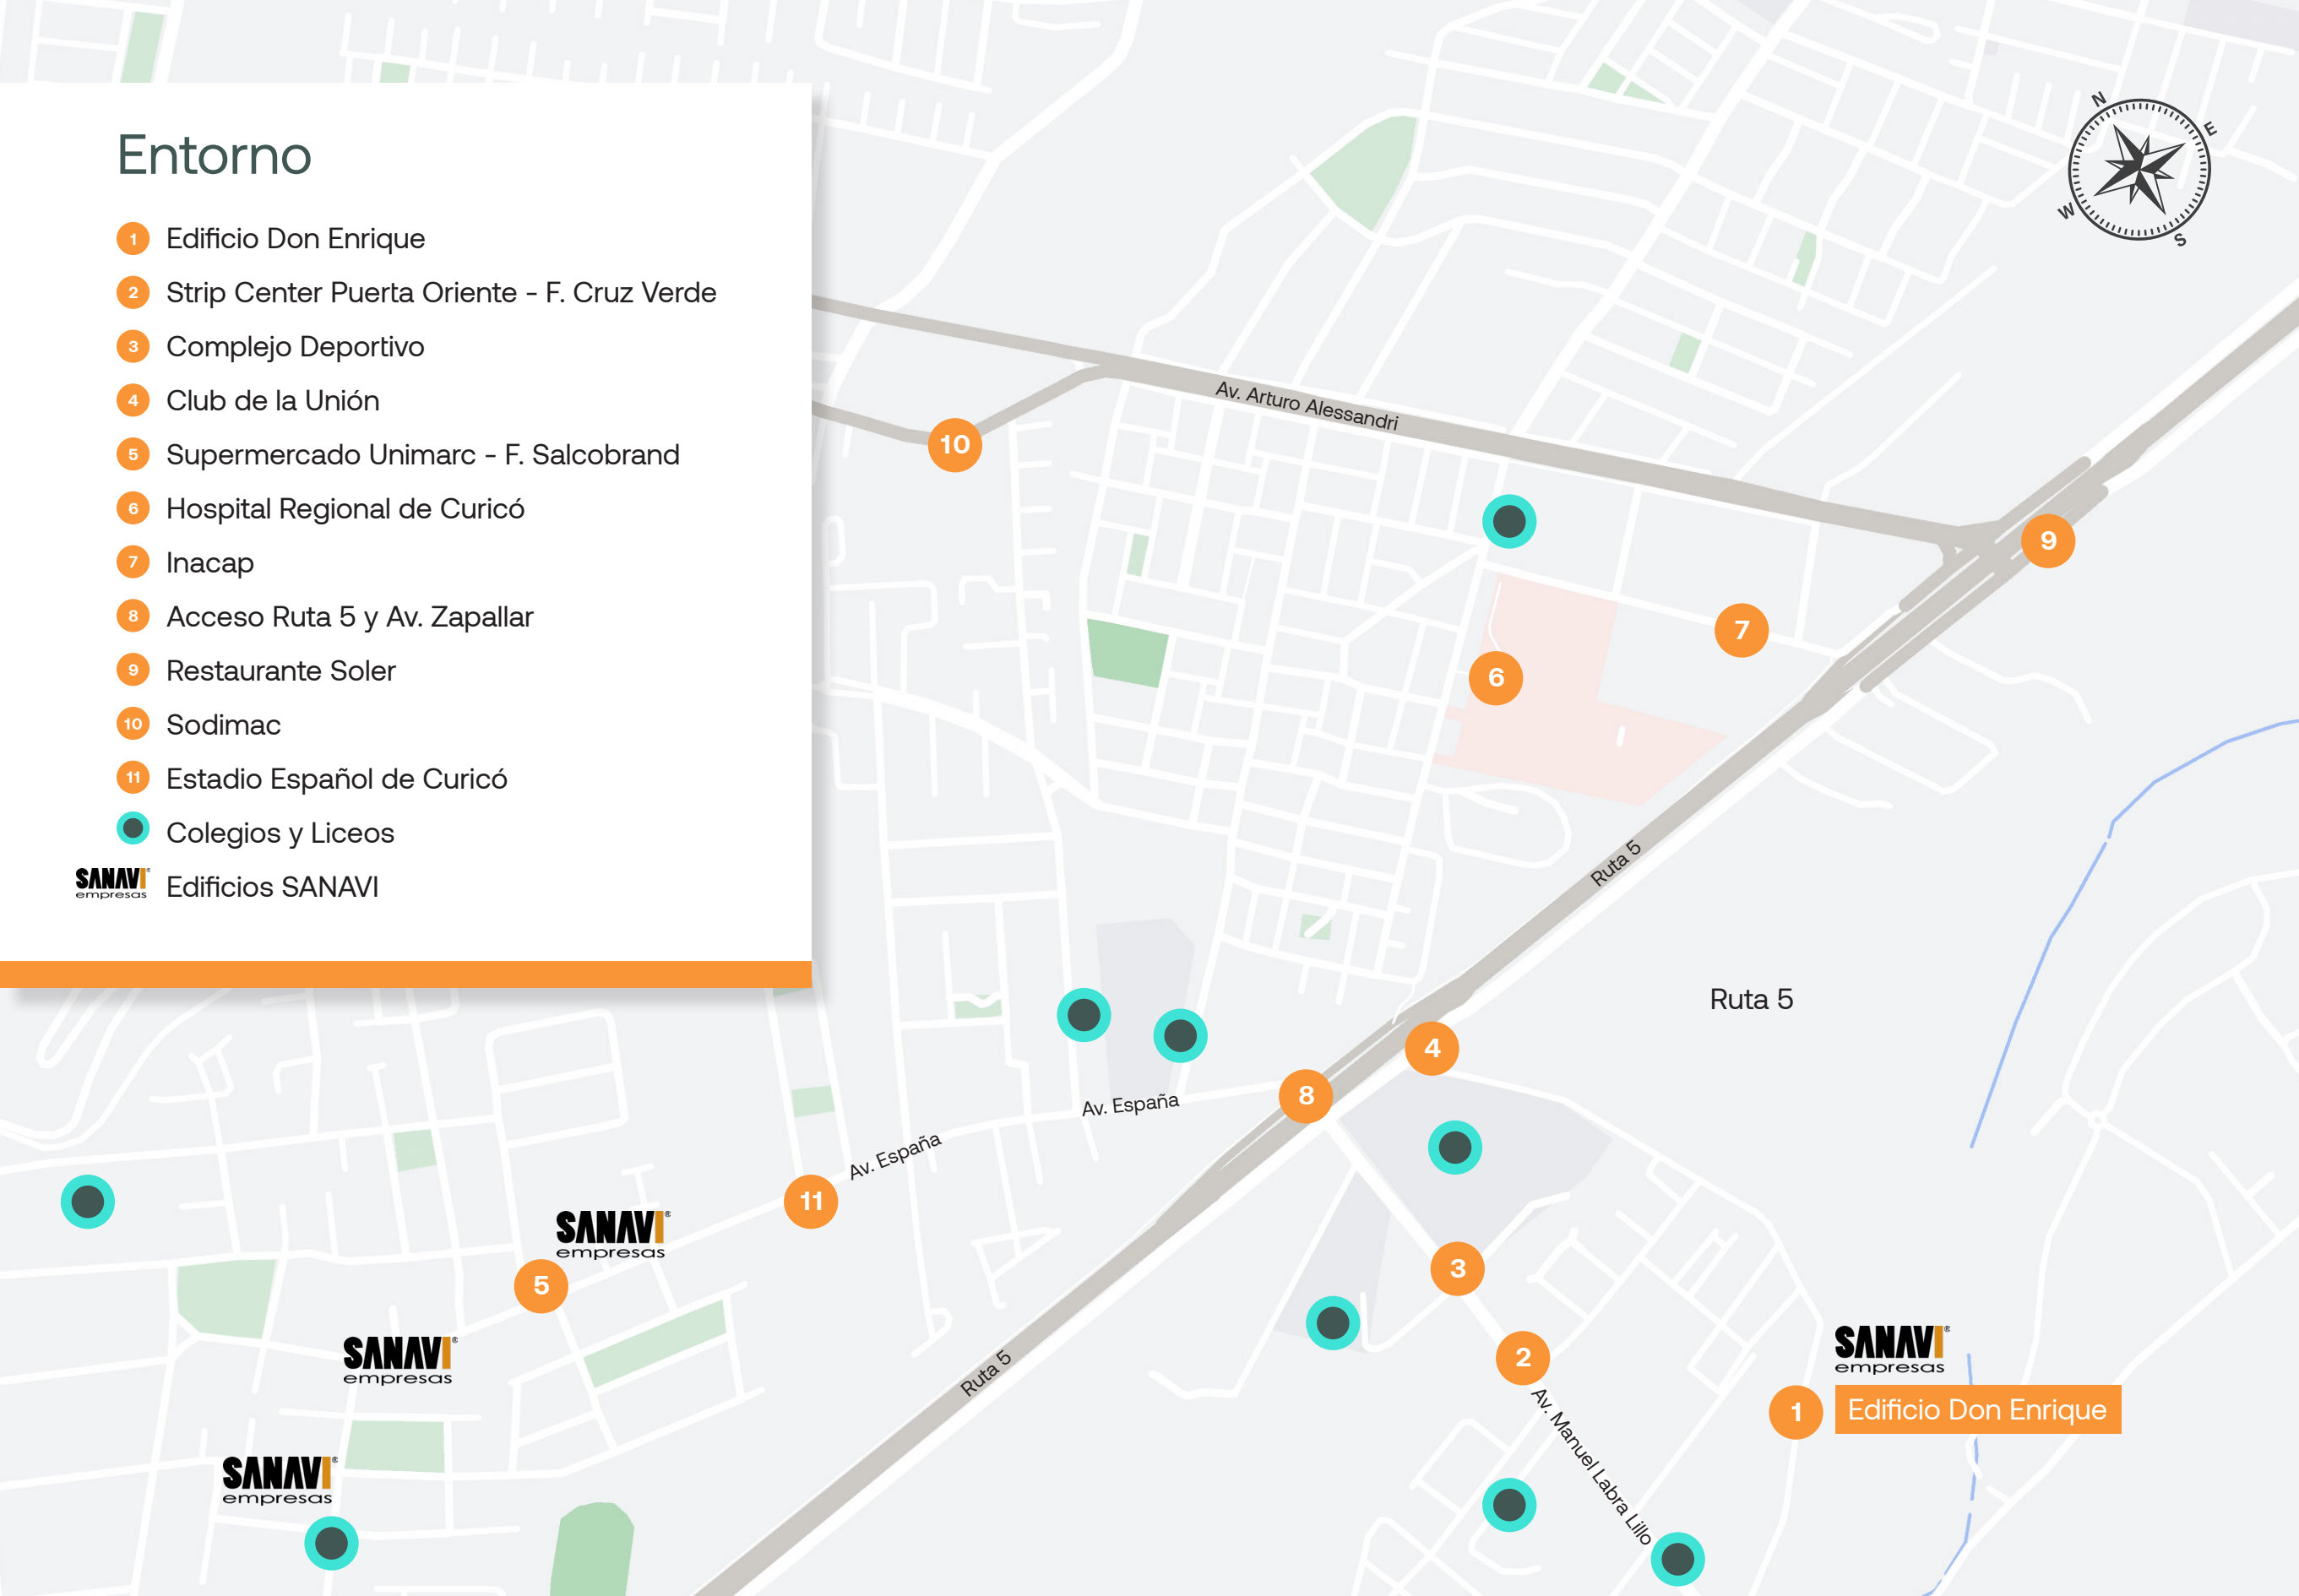 Entorno
1 Edificio Don Enrique
2 Strip Center Puerta Oriente - F. Cruz Verde
3 Complejo Deportivo
4 Club de la Unión
5 Supermercado Unimarc - F. Salcobrand
6 Hospital Regional de Curicó
7 Inacap
8 Acceso Ruta 5 y Av. Zapallar
9 Restaurante Soler
10 Sodimac
11 Estadio Español de Curicó
Colegios y Liceos
SANAVI® empresas Edificios SANAVI
N
E
W
S
Av. Arturo Alessandri
10
9
7
6
Ruta 5
Ruta 5
4
8
Av. España
Av. España
11
SANAVI®
empresas
5
3
SANAVI®
empresas
2
Ruta 5
SANAVI®
empresas
1 Edificio Don Enrique
Av. Manuel Labra Lillo
SANAVI®
empresas